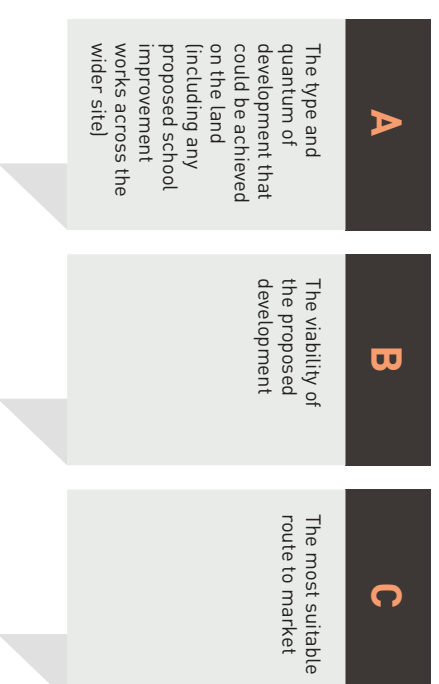 A
The type and
quantum of
development that
could be achieved
on the land
(including any
proposed school
improvement
works across the
wider site)
B
The viability of
the proposed
development
C
The most suitable
route to market